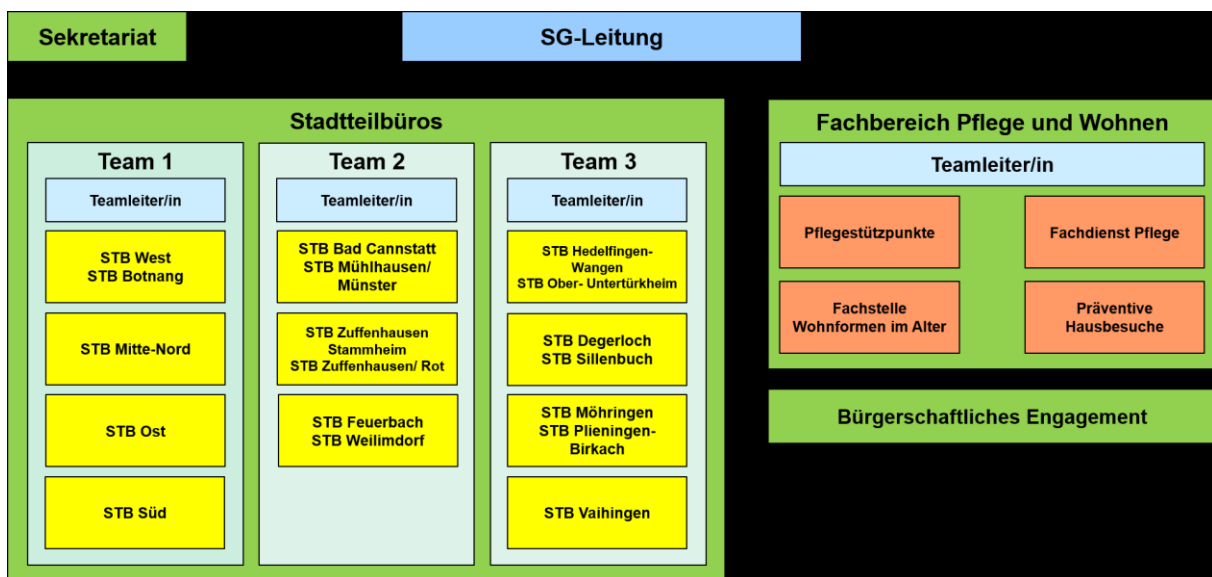 Sekretariat
SG-Leitung
Stadtteilbüros
Team 1
Teamleiter/in
STB West
STB Botnang
STB Mitte-Nord
STB Ost
STB Süd
Team 2
Teamleiter/in
STB Bad Cannstatt
STB Mühlhausen/
Münster
STB Zuffenhausen
Stammheim
STB Zuffenhausen/ Rot
STB Feuerbach
STB Weilimdorf
Team 3
Teamleiter/in
STB Hedelfingen-
Wangen
STB Ober- Untertürkheim
STB Degerloch
STB Sillenbuch
STB Möhringen
STB Plieningen-
Birkach
STB Vaihingen
Fachbereich Pflege und Wohnen
Teamleiter/in
Pflegestützpunkte
Fachdienst Pflege
Fachstelle
Wohnformen im Alter
Präventive
Hausbesuche
Bürgerschaftliches Engagement